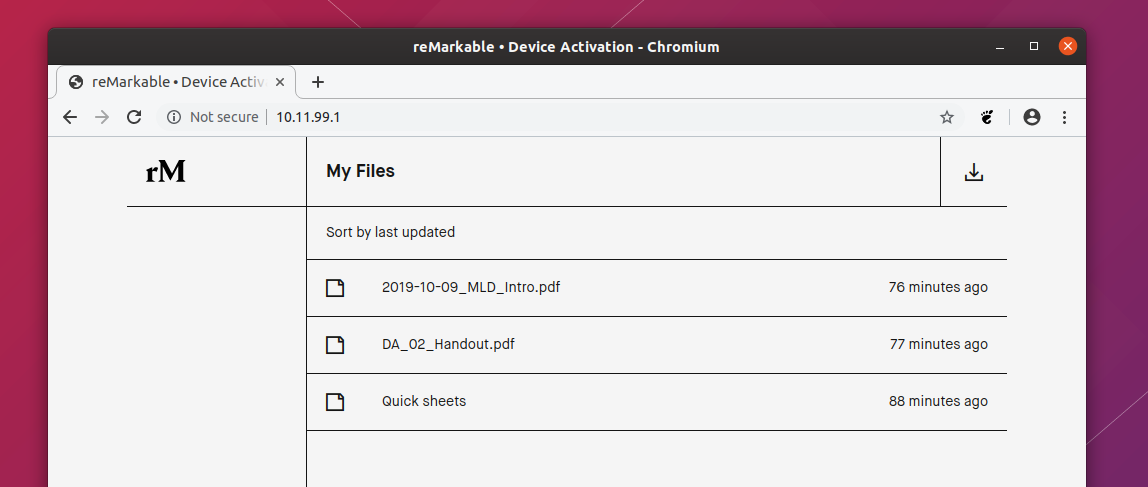 reMarkable • Device Activation - Chromium
reMarkable • Device Activ
Not secure | 10.11.99.1
rM
My Files
Sort by last updated
2019-10-09_MLD_Intro.pdf 76 minutes ago
DA_02_Handout.pdf 77 minutes ago
Quick sheets 88 minutes ago